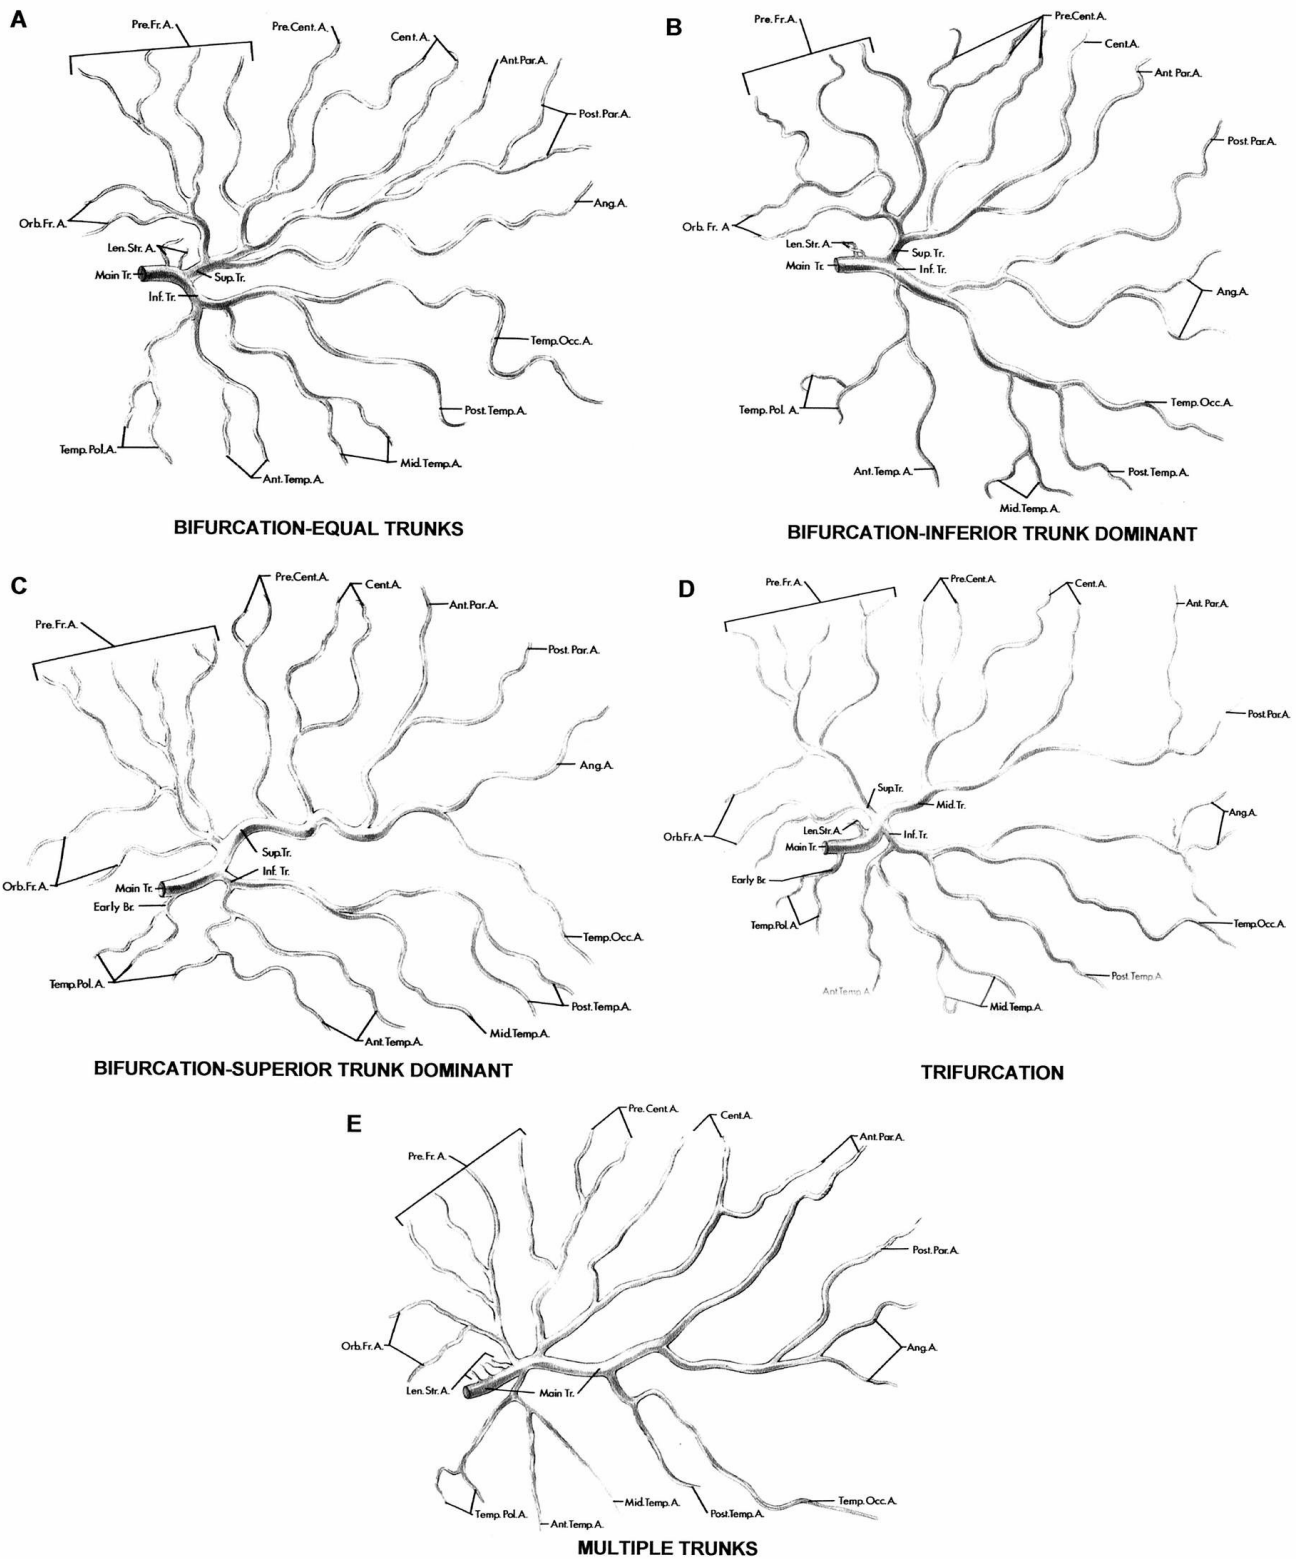 A
Pre.Fr.A.
Pre.Cent.A.
Cent.A.
Ant.Par.A.
Post.Par.A.
Ang.A.
Orb.Fr.A.
Len.Str.A.
Main Tr.
Sup.Tr.
Inf.Tr.
Temp.Occ.A.
Post.Temp.A.
Temp.Pol.A.
Mid.Temp.A.
Ant.Temp.A.
BIFURCATION-EQUAL TRUNKS
B
Pre.Fr.A.
Pre.Cent.A.
Cent.A.
Ant.Par.A.
Post.Par.A.
Orb.Fr. A
Len.Str.A.
Sup.Tr.
Main Tr.
Inf.Tr.
Ang.A.
Temp.Occ.A.
Temp.Pol. A.
Ant.Temp.A.
Post.Temp.A.
Mid.Temp.A.
BIFURCATION-INFERIOR TRUNK DOMINANT
C
Pre.Cent.A.
Cent.A.
Ant.Par.A.
Pre.Fr.A.
Post.Par.A.
Ang.A.
Sup.Tr.
Inf.Tr.
Orb.Fr.A.
Main Tr.
Early Br.
Temp.Occ.A.
Temp.Pol.A.
Post.Temp.A.
Mid.Temp.A.
Ant.Temp.A.
BIFURCATION-SUPERIOR TRUNK DOMINANT
D
Pre.Fr.A.
Pre.Cent.A.
Cent.A.
Ant.Par.A.
Post.Par.A.
Sup.Tr.
Mid.Tr.
Ang.A.
Orb.Fr.A.
Len.Str.A.
Inf.Tr.
Main Tr.
Early Br.
Temp.Pol.A.
Temp.Occ.A.
Post.Temp.A.
Ant.Temp.A.
Mid.Temp.A.
TRIFURCATION
E
Pre.Cent.A.
Cent.A.
Ant.Par.A.
Pre.Fr.A.
Post.Par.A.
Orb.Fr.A.
Ang.A.
Len.Str.A.
Main Tr.
Temp.Pol.A.
Ant.Temp.A.
Mid.Temp.A.
Post.Temp.A.
Temp.Occ.A.
MULTIPLE TRUNKS